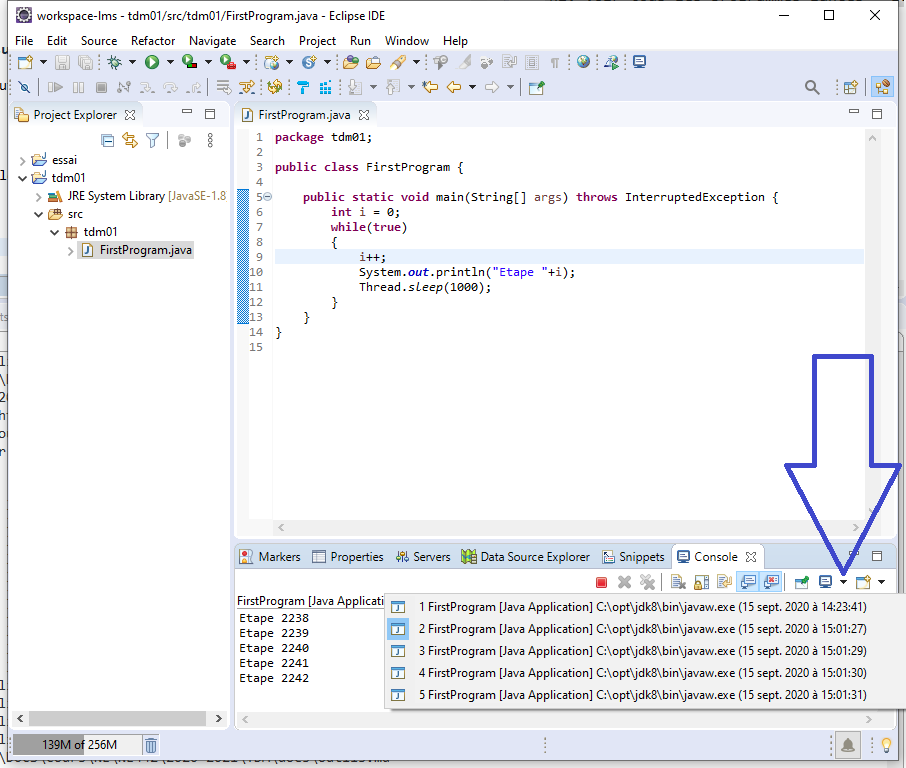 workspace-lms - tdm01/src/tdm01/FirstProgram.java - Eclipse IDE
File Edit Source Refactor Navigate Search Project Run Window Help
Project Explorer
essai
tdm01
JRE System Library [JavaSE-1.8
src
tdm01
FirstProgram.java
FirstProgram.java
1 package tdm01;
2
3 public class FirstProgram {
4
5 public static void main(String[] args) throws InterruptedException {
6 int i = 0;
7 while(true)
8 {
9 i++;
10 System.out.println("Etape "+i);
11 Thread.sleep(1000);
12 }
13 }
14 }
15
Markers Properties Servers Data Source Explorer Snippets Console
FirstProgram [Java Applicati
Etape 2238
Etape 2239
Etape 2240
Etape 2241
Etape 2242
1 FirstProgram [Java Application] C:\opt\jdk8\bin\javaw.exe (15 sept. 2020 à 14:23:41)
2 FirstProgram [Java Application] C:\opt\jdk8\bin\javaw.exe (15 sept. 2020 à 15:01:27)
3 FirstProgram [Java Application] C:\opt\jdk8\bin\javaw.exe (15 sept. 2020 à 15:01:29)
4 FirstProgram [Java Application] C:\opt\jdk8\bin\javaw.exe (15 sept. 2020 à 15:01:30)
5 FirstProgram [Java Application] C:\opt\jdk8\bin\javaw.exe (15 sept. 2020 à 15:01:31)
139M of 256M